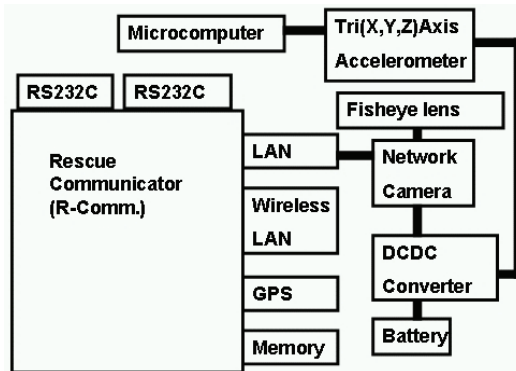 Microcomputer
Tri(X,Y,Z)Axis
Accelerometer
RS232C
RS232C
Fisheye lens
Rescue
Communicator
(R-Comm.)
LAN
Network
Camera
Wireless
LAN
DCDC
Converter
GPS
Battery
Memory